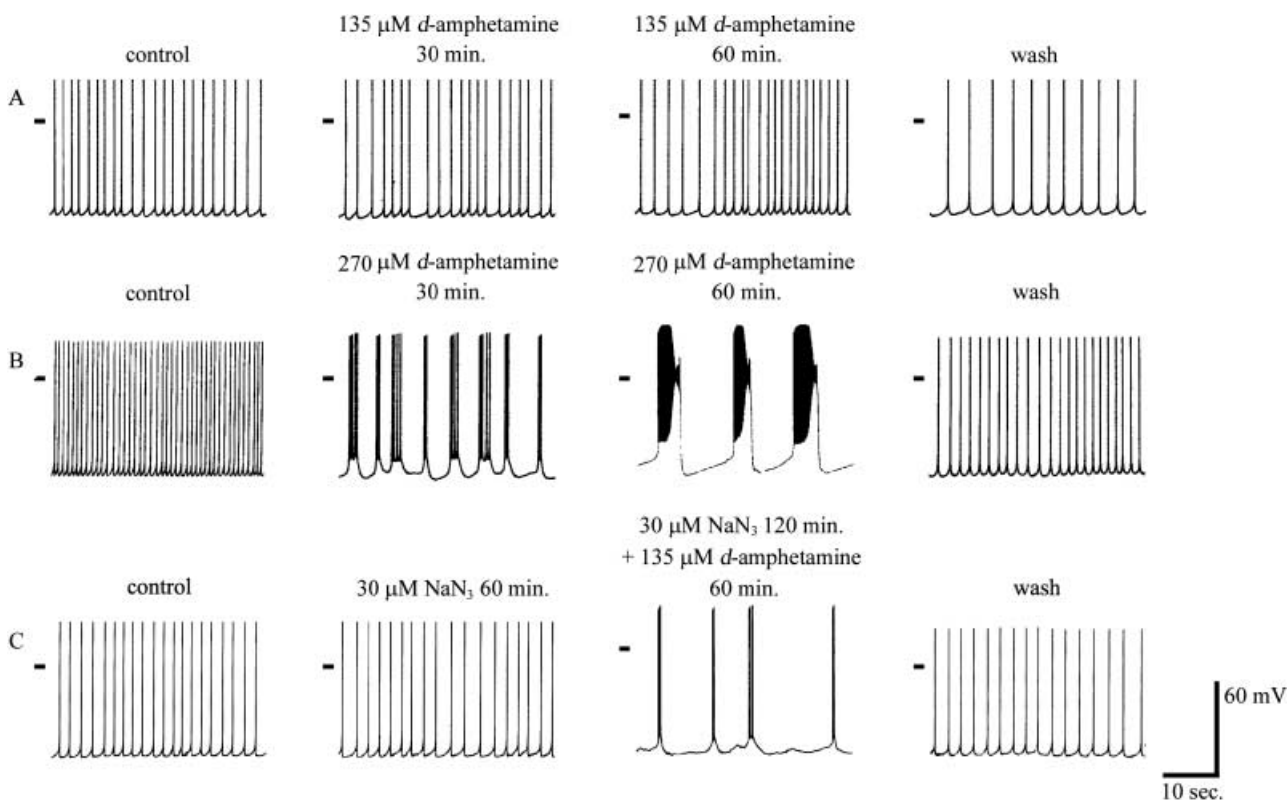 135 μM d-amphetamine
135 μM d-amphetamine
control
30 min.
60 min.
wash
A
270 μM d-amphetamine
270 μM d-amphetamine
control
30 min.
60 min.
wash
B
30 μM NaN₃ 120 min.
+ 135 μM d-amphetamine
control
30 μM NaN₃ 60 min.
60 min.
wash
C
60 mV
10 sec.